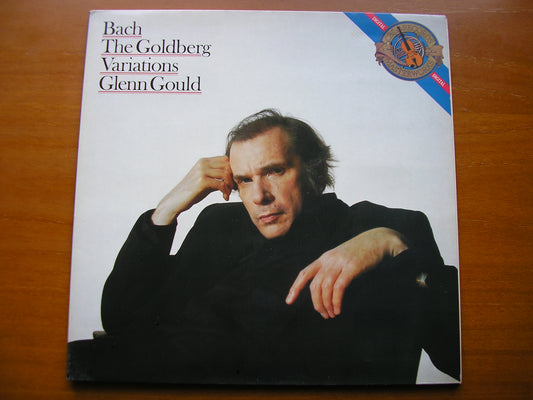 Bach
The Goldberg
Variations
Glenn Gould
DIGITAL
DIGITAL